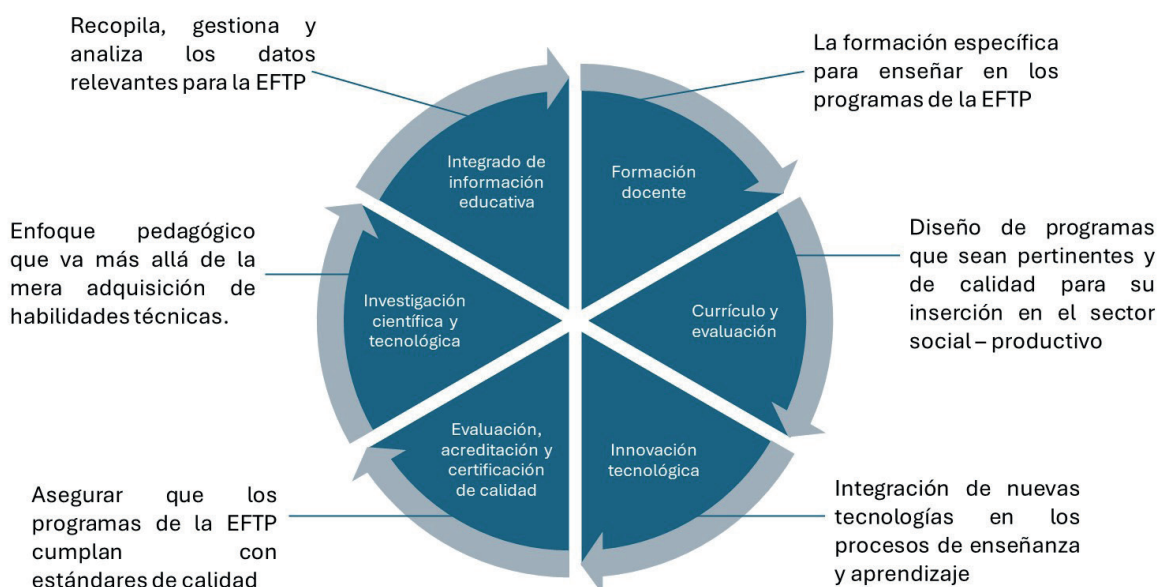 Recopila, gestiona y
analiza los datos
relevantes para la EFTP
La formación específica
para enseñar en los
programas de la EFTP
Integrado de
información
educativa
Formación
docente
Enfoque pedagógico
que va más allá de la
mera adquisición de
habilidades técnicas.
Investigación
científica y
tecnológica
Currículo y
evaluación
Diseño de programas
que sean pertinentes y
de calidad para su
inserción en el sector
social – productivo
Evaluación,
acreditación y
certificación
de calidad
Innovación
tecnológica
Asegurar que los
programas de la EFTP
cumplan con
estándares de calidad
Integración de nuevas
tecnologías en los
procesos de enseñanza
y aprendizaje